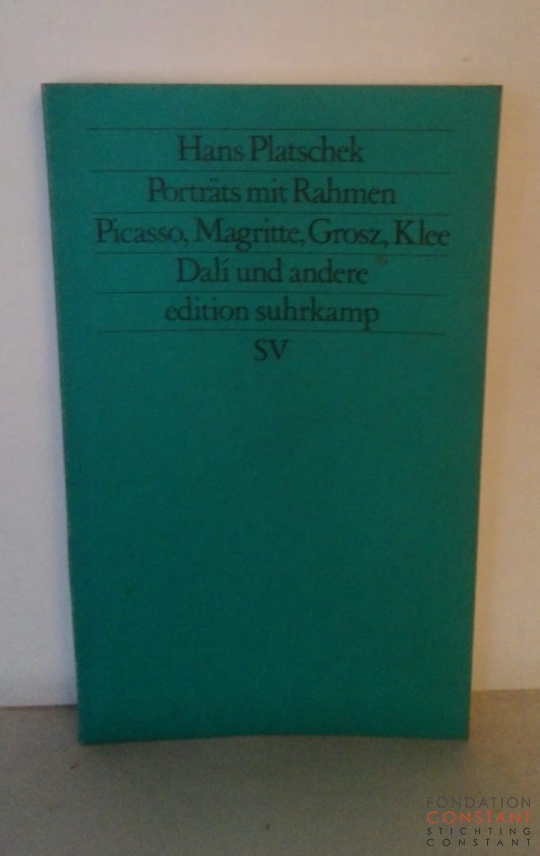 Hans Platschek
Porträts mit Rahmen
Picasso, Magritte, Grosz, Klee
Dalí und andere
edition suhrkamp
SV
FONDATION
CONSTANT
STICHTING
CONSTANT